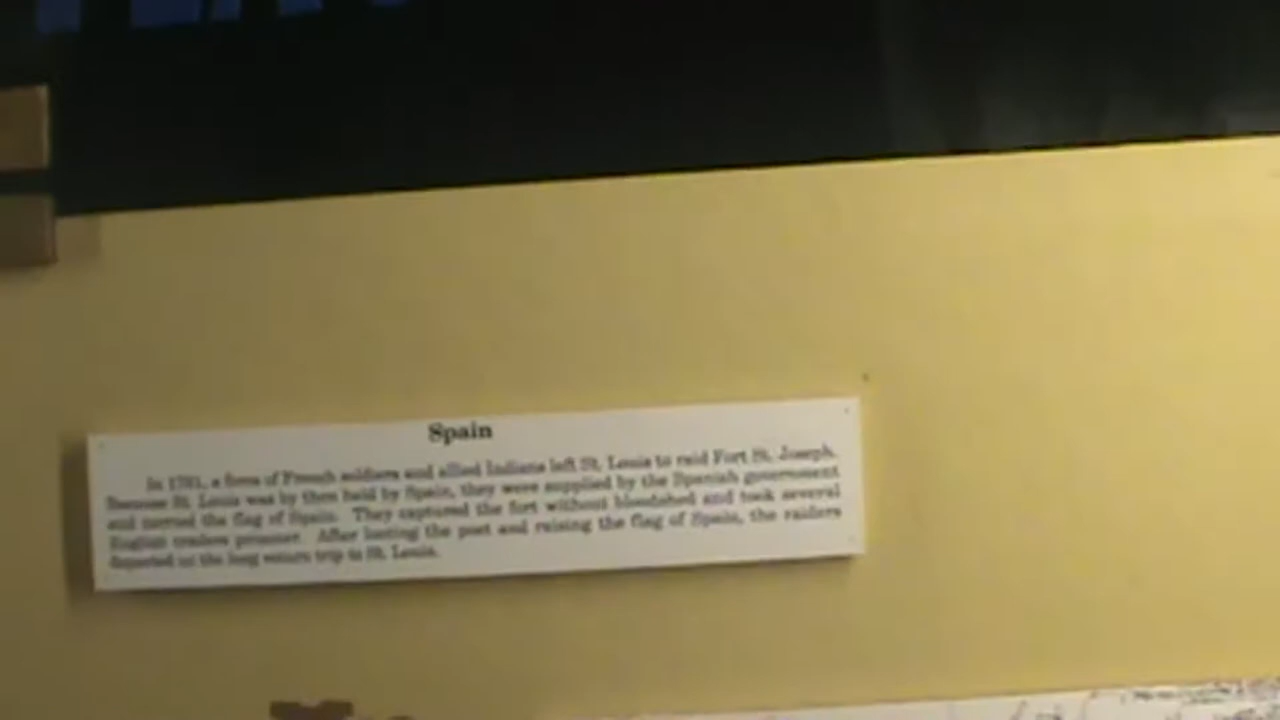 Spain
In 1781, a force of French soldiers and allied Indians left St. Louis to raid Fort St. Joseph.
Because St. Louis was by then held by Spain, they were supplied by the Spanish government
and carried the flag of Spain. They captured the fort without bloodshed and took several
English traders prisoner. After looting the post and raising the flag of Spain, the raiders
departed on the long return trip to St. Louis.